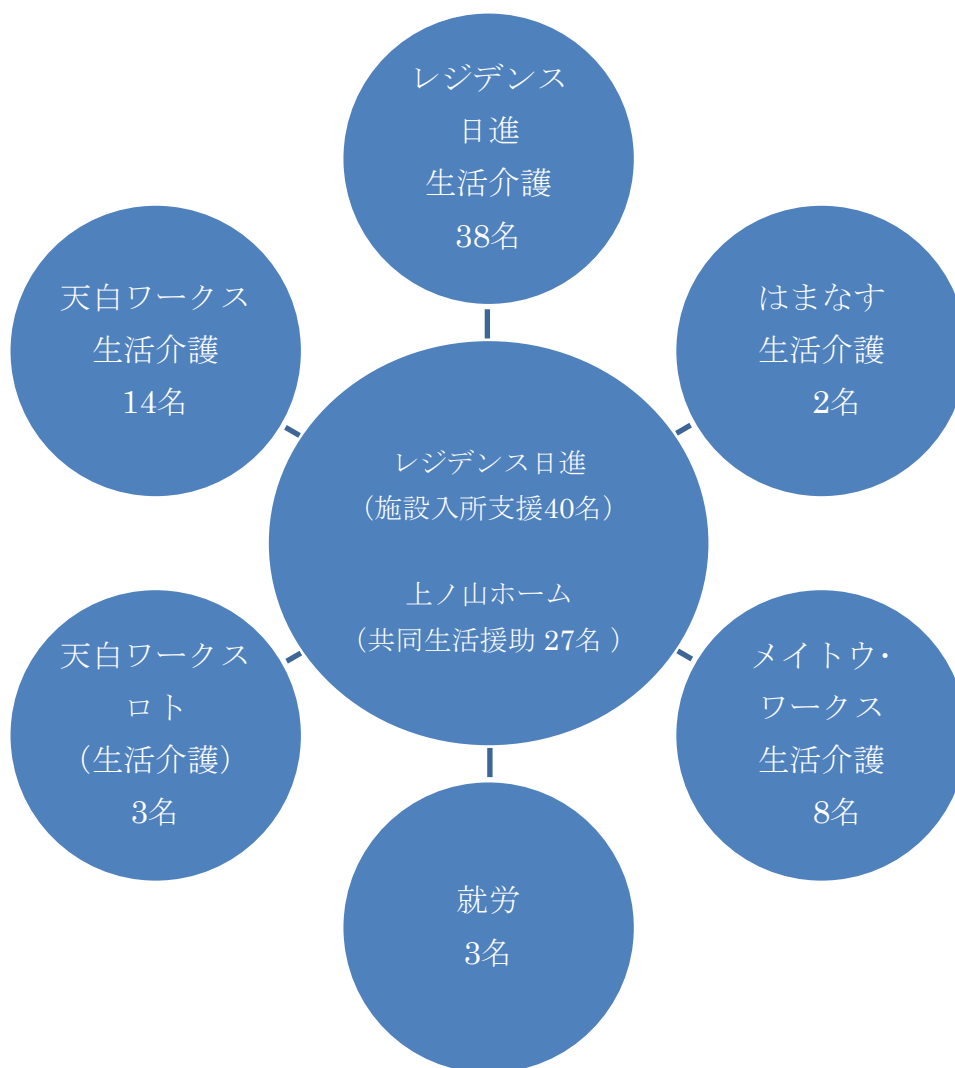 レジデンス
日進
生活介護
38名
はまなす
生活介護
2名
メイトウ・
ワークス
生活介護
8名
就労
3名
天白ワークス
ロト
（生活介護）
3名
天白ワークス
生活介護
14名
レジデンス日進
（施設入所支援40名）
上ノ山ホーム
（共同生活援助 27名 ）